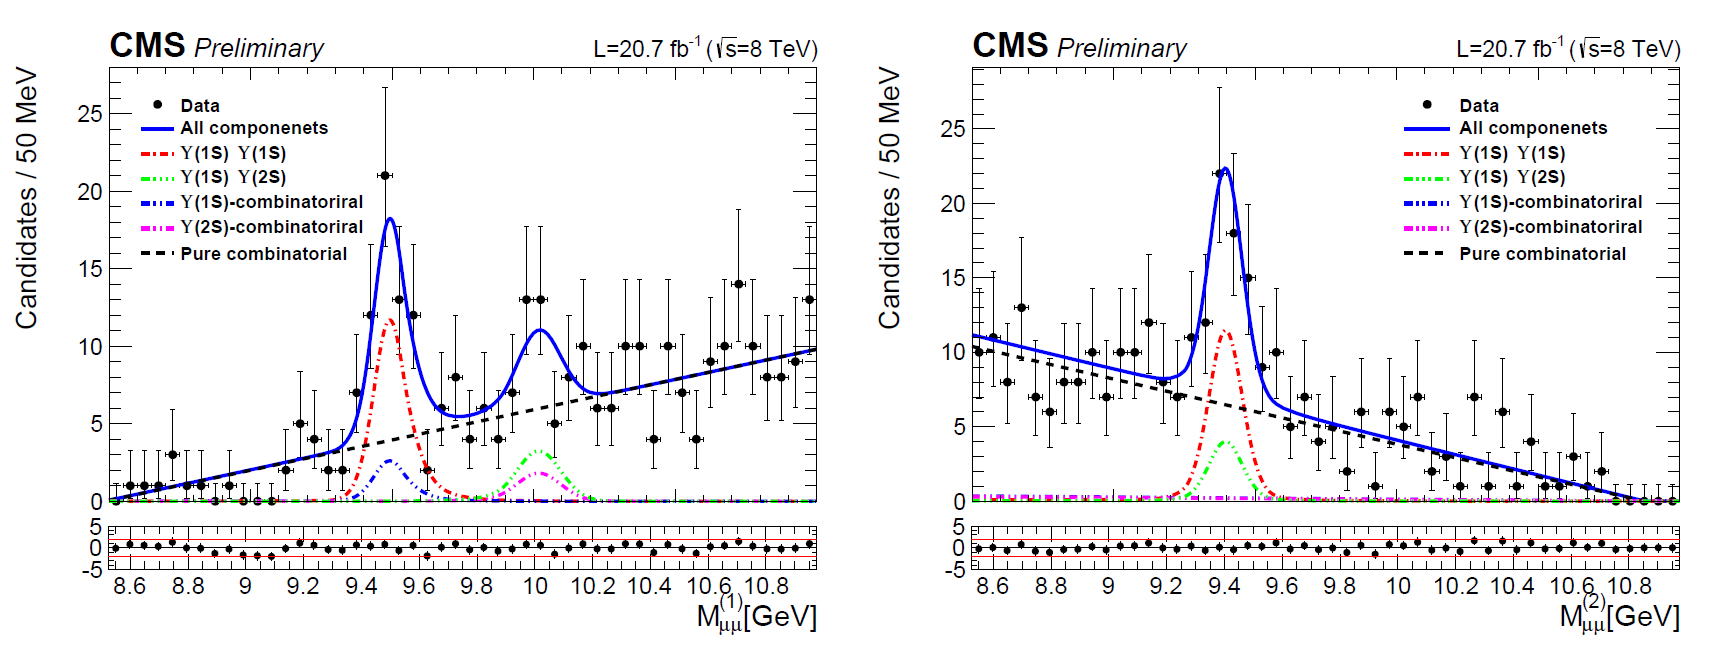 CMS Preliminary
L=20.7 fb⁻¹ (√s=8 TeV)
Candidates / 50 MeV
25
20
15
10
5
0
Data
All componenets
Υ(1S) Υ(1S)
Υ(1S) Υ(2S)
Υ(1S)-combinatoriral
Υ(2S)-combinatoriral
Pure combinatorial
5
0
-5
8.6 8.8 9 9.2 9.4 9.6 9.8 10 10.2 10.4 10.6 10.8
M⁽¹⁾μμ[GeV]
CMS Preliminary
L=20.7 fb⁻¹ (√s=8 TeV)
Candidates / 50 MeV
25
20
15
10
5
0
Data
All componenets
Υ(1S) Υ(1S)
Υ(1S) Υ(2S)
Υ(1S)-combinatoriral
Υ(2S)-combinatoriral
Pure combinatorial
5
0
-5
8.6 8.8 9 9.2 9.4 9.6 9.8 10 10.2 10.4 10.6 10.8
M⁽²⁾μμ[GeV]